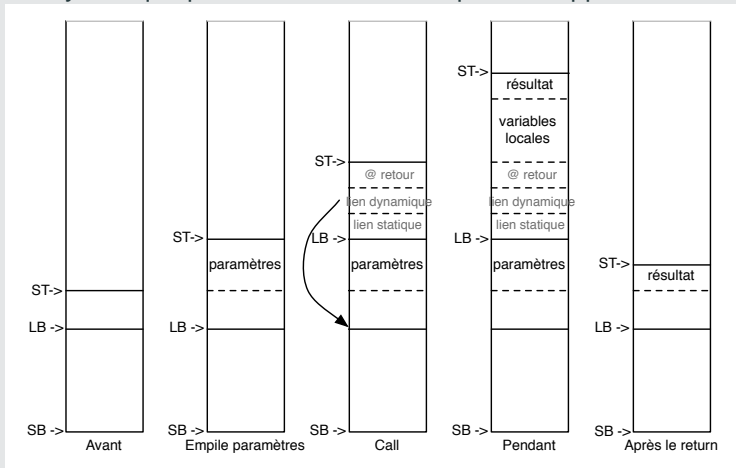 ST->
LB ->
SB ->
Avant
ST->
paramètres
LB ->
SB ->
Empile paramètres
ST->
@ retour
lien dynamique
lien statique
LB ->
paramètres
SB ->
Call
ST->
résultat
variables
locales
@ retour
lien dynamique
lien statique
LB ->
paramètres
SB ->
Pendant
ST->
résultat
LB ->
SB ->
Après le return